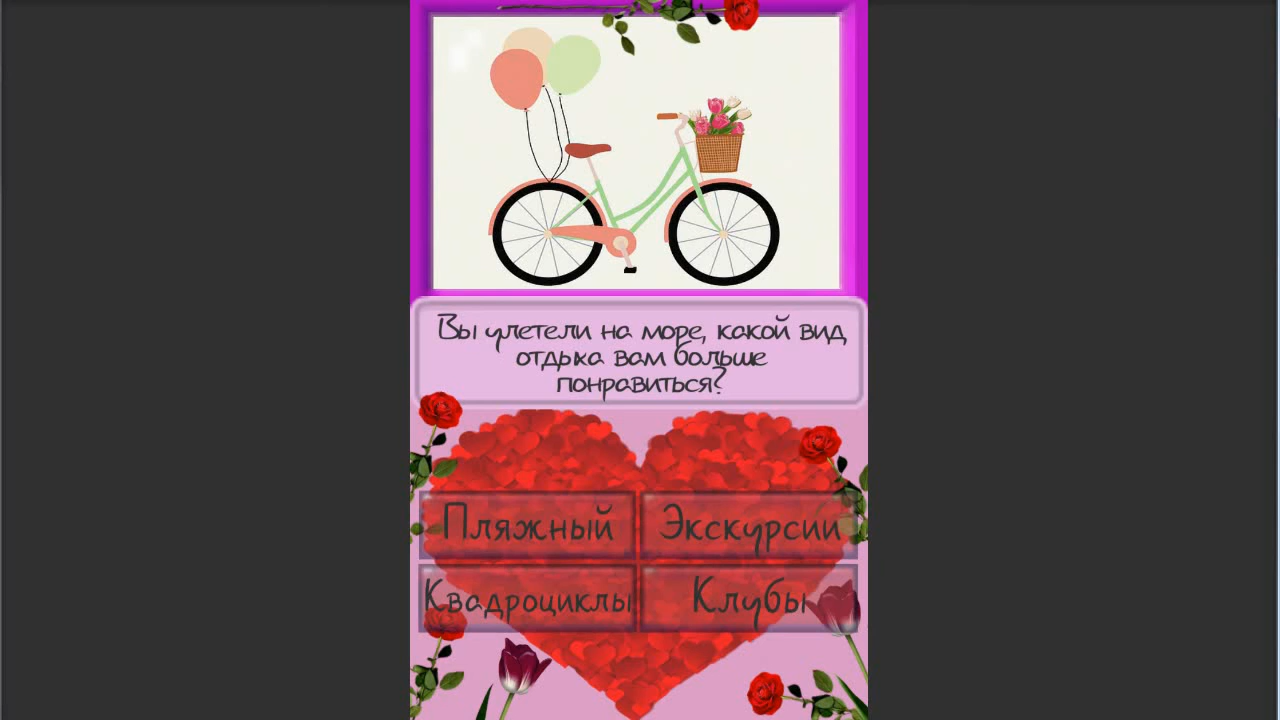 Вы улетели на море, какой вид
отдыха вам больше
понравиться?
Пляжный
Экскурсии
Квадроциклы
Клубы